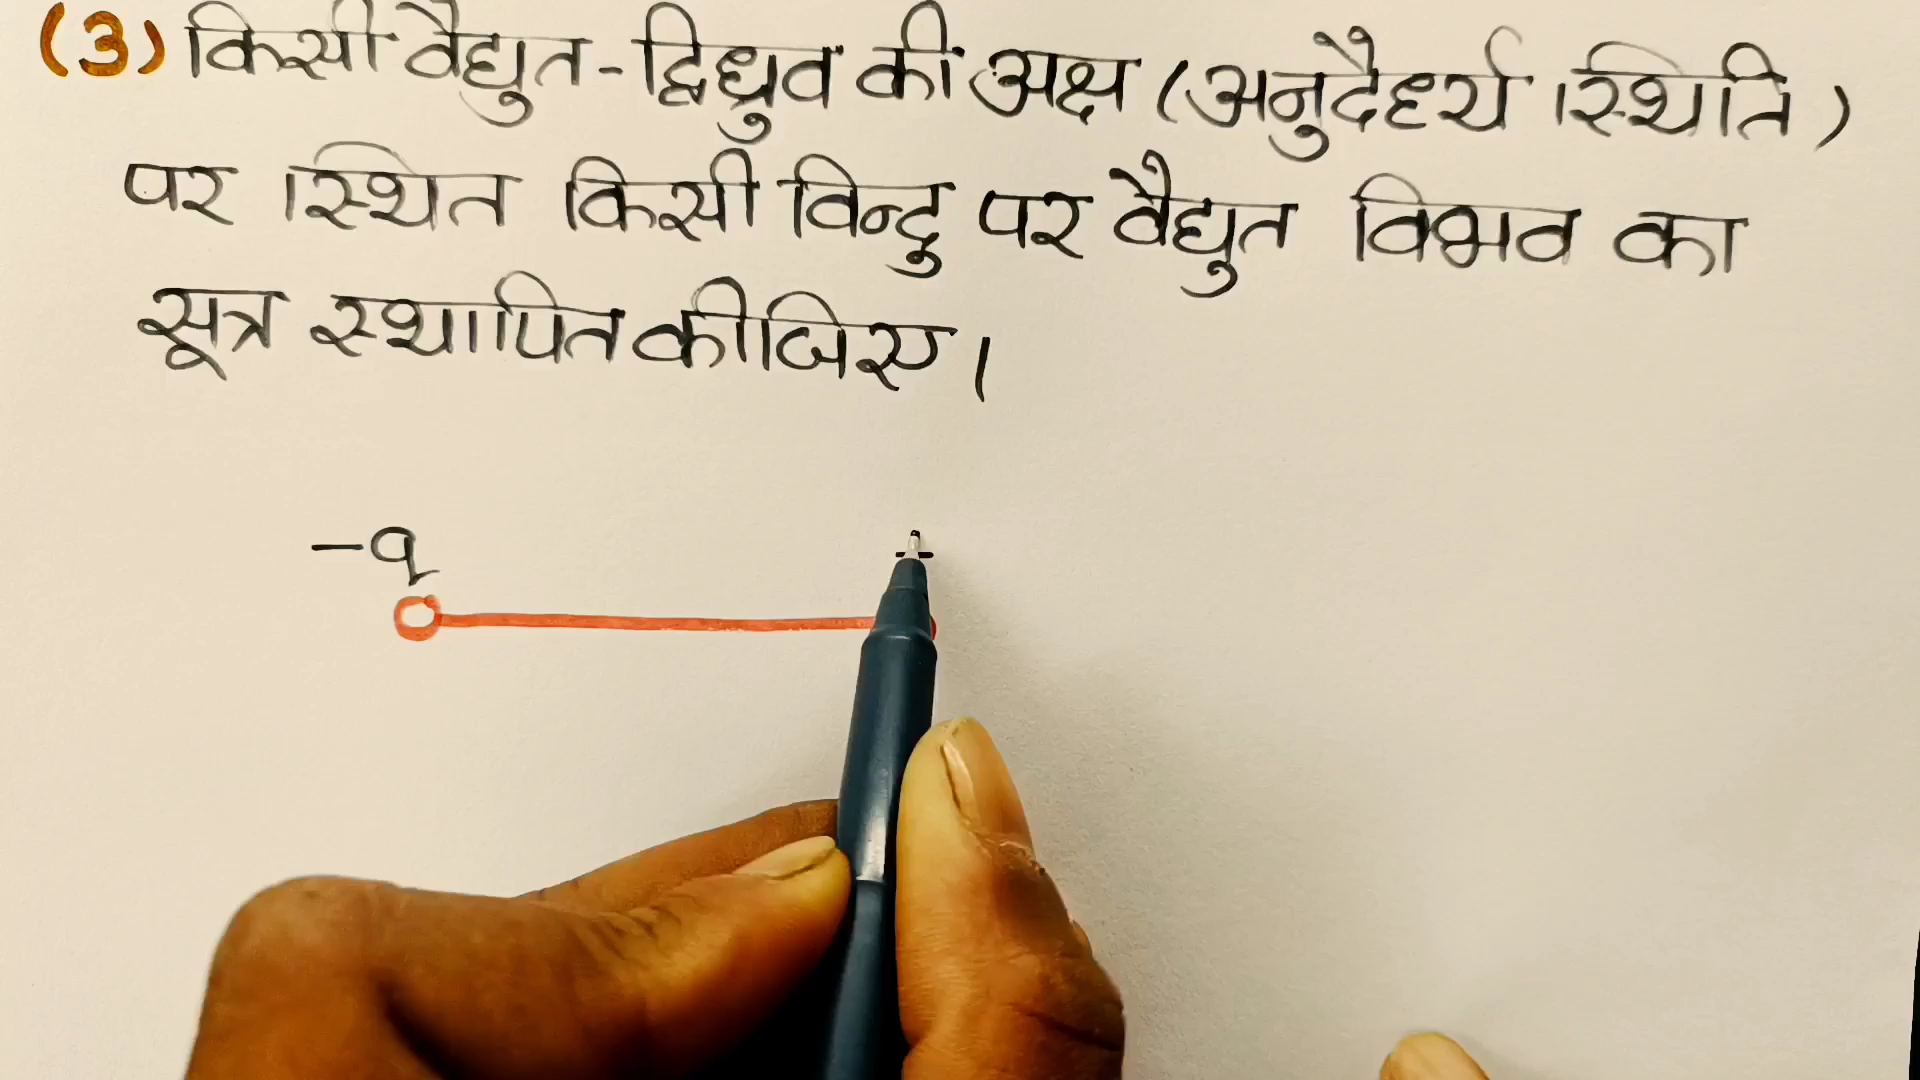 (3) किसी वैद्युत-द्विध्रुव की अक्ष (अनुदैर्ध्य स्थिति)
पर स्थित किसी विन्दु पर वैद्युत विभव का
सूत्र स्थापित कीजिए।
-q +